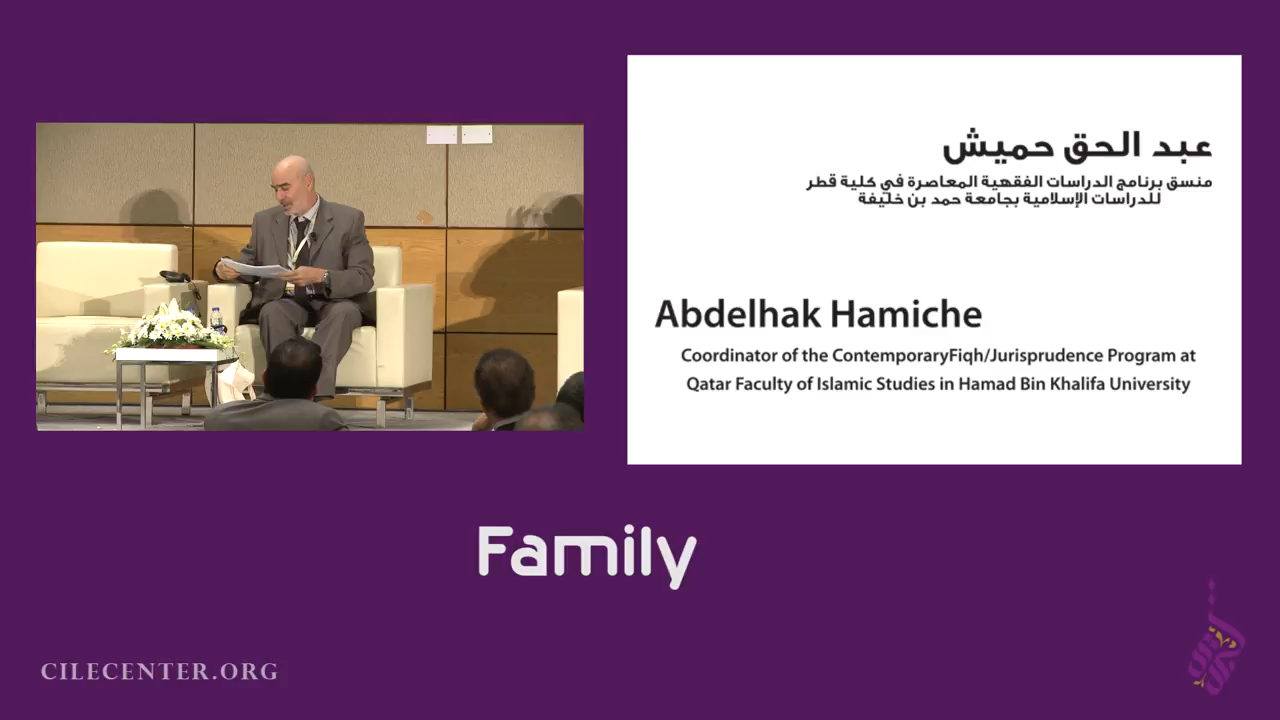 عبد الحق حميش
منسق برنامج الدراسات الفقهية المعاصرة في كلية قطر
للدراسات الإسلامية بجامعة حمد بن خليفة
Abdelhak Hamiche
Coordinator of the ContemporaryFiqh/Jurisprudence Program at
Qatar Faculty of Islamic Studies in Hamad Bin Khalifa University
Family
CILECENTER.ORG